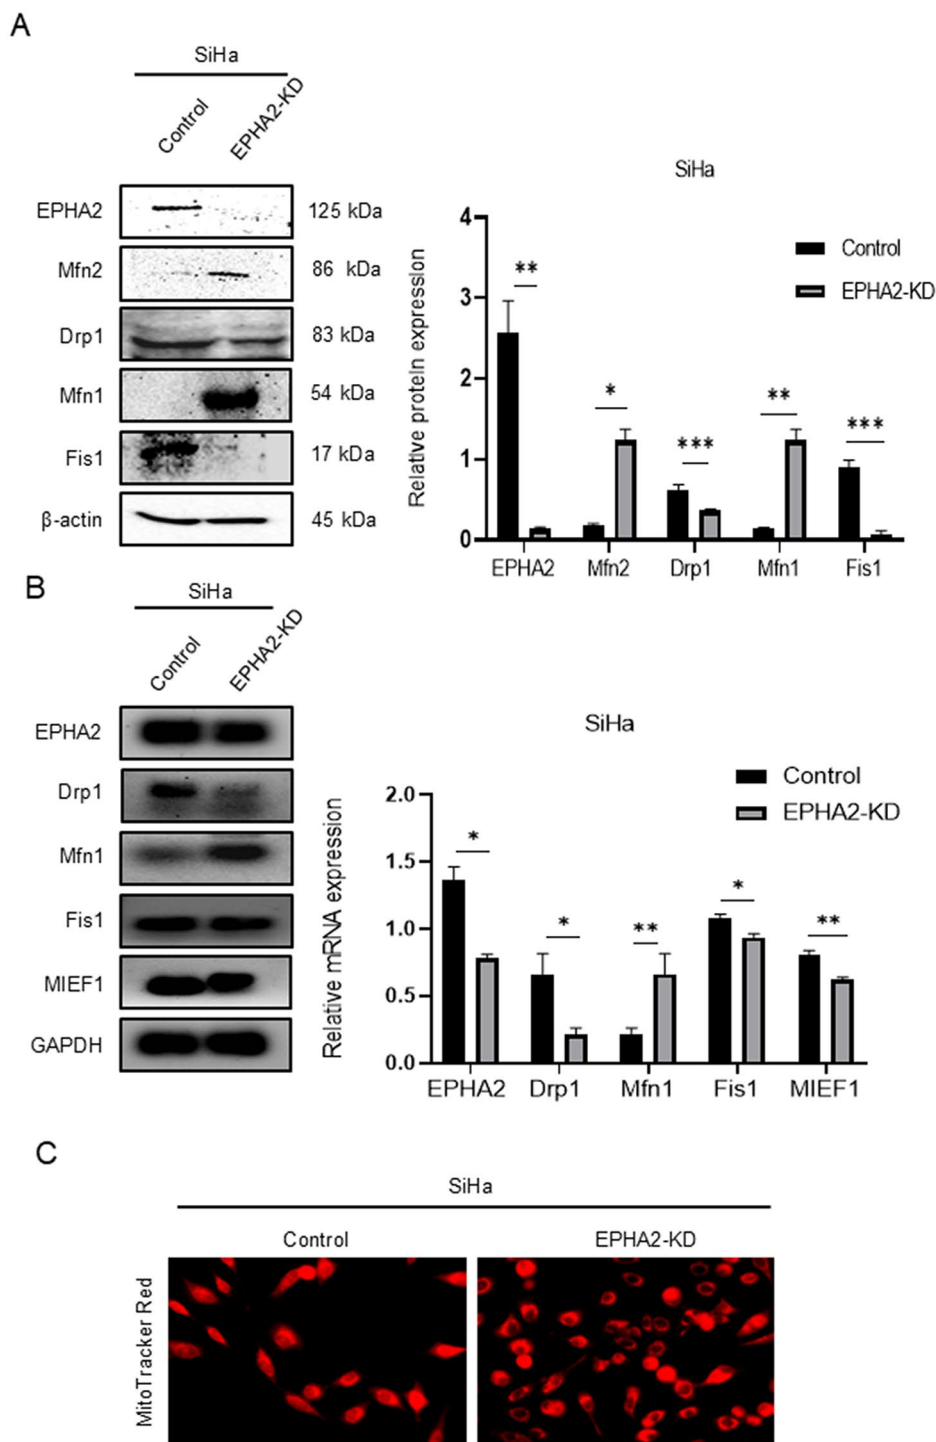 A
SiHa
Control
EPHA2-KD
EPHA2
125 kDa
Mfn2
86 kDa
Drp1
83 kDa
Mfn1
54 kDa
Fis1
17 kDa
β-actin
45 kDa
SiHa
Control
EPHA2-KD
Relative protein expression
4
3
2
1
0
**
*
***
**
***
EPHA2 Mfn2 Drp1 Mfn1 Fis1
B
SiHa
Control
EPHA2-KD
EPHA2
Drp1
Mfn1
Fis1
MIEF1
GAPDH
SiHa
Control
EPHA2-KD
Relative mRNA expression
2.0
1.5
1.0
0.5
0.0
*
*
**
*
**
EPHA2 Drp1 Mfn1 Fis1 MIEF1
C
SiHa
Control EPHA2-KD
MitoTracker Red